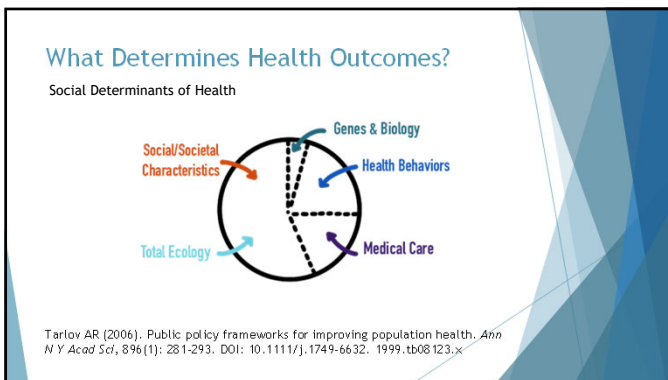 What Determines Health Outcomes?
Social Determinants of Health
Genes & Biology
Social/Societal
Characteristics
Health Behaviors
Total Ecology
Medical Care
Tarlov AR (2006). Public policy frameworks for improving population health. Ann
N Y Acad Sci, 896(1): 281-293. DOI: 10.1111/j.1749-6632. 1999.tb08123.x